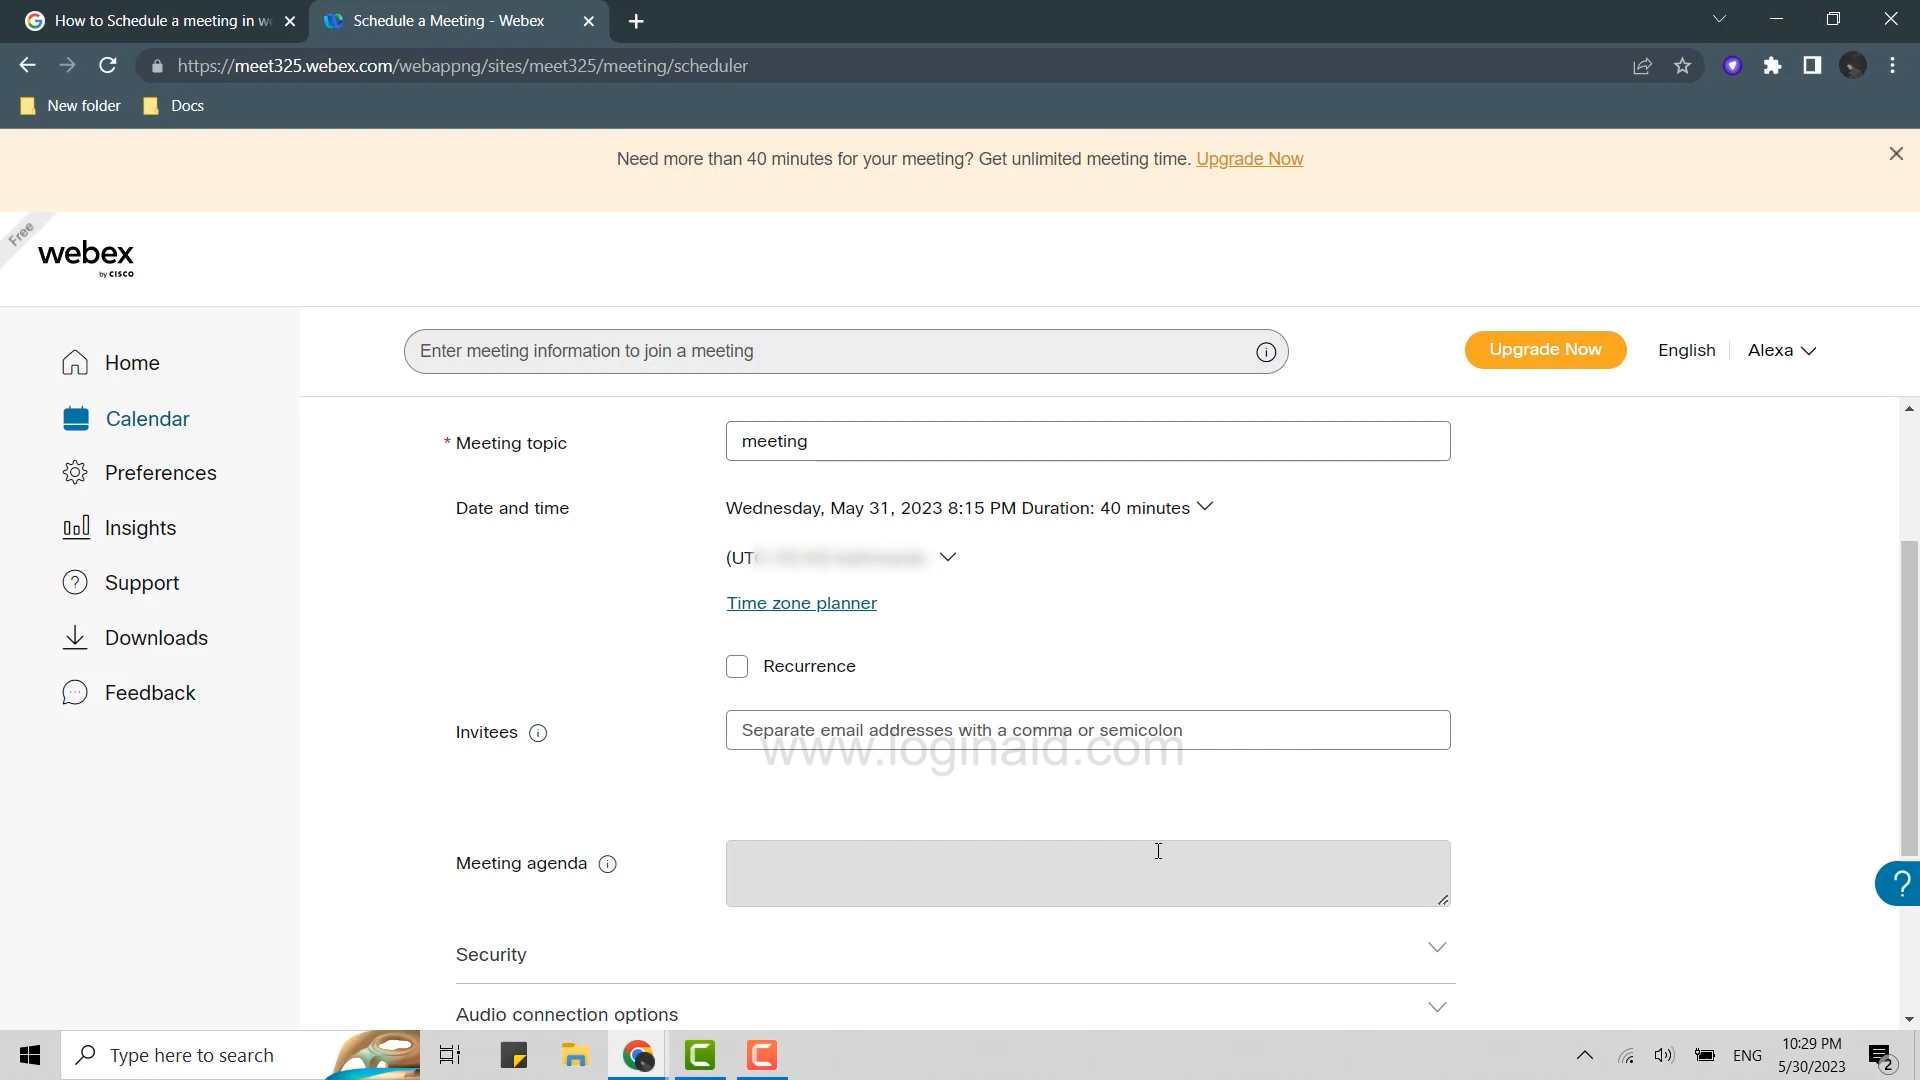 How to Schedule a meeting in we
Schedule a Meeting - Webex
https://meet325.webex.com/webappng/sites/meet325/meeting/scheduler
New folder
Docs
Need more than 40 minutes for your meeting? Get unlimited meeting time. Upgrade Now
Free
webex
by CISCO
Enter meeting information to join a meeting
Upgrade Now
English
Alexa
Home
Calendar
Preferences
Insights
Support
Downloads
Feedback
* Meeting topic
meeting
Date and time
Wednesday, May 31, 2023 8:15 PM Duration: 40 minutes
(UT
Time zone planner
Recurrence
Invitees
Separate email addresses with a comma or semicolon
www.loginaid.com
Meeting agenda
?
Security
Audio connection options
Type here to search
ENG
10:29 PM
5/30/2023
2